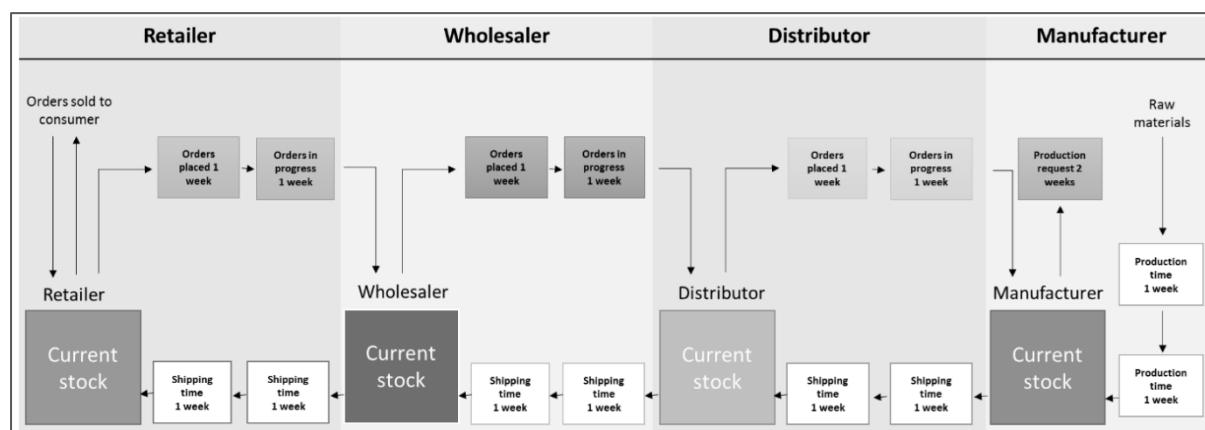 Retailer
Wholesaler
Distributor
Manufacturer
Orders sold to
consumer
Orders
placed 1
week
Orders in
progress
1 week
Orders
placed 1
week
Orders in
progress
1 week
Orders
placed 1
week
Orders in
progress
1 week
Production
request 2
weeks
Raw
materials
Production
time
1 week
Retailer
Wholesaler
Distributor
Manufacturer
Current
stock
Shipping
time
1 week
Shipping
time
1 week
Current
stock
Shipping
time
1 week
Shipping
time
1 week
Current
stock
Shipping
time
1 week
Shipping
time
1 week
Current
stock
Production
time
1 week